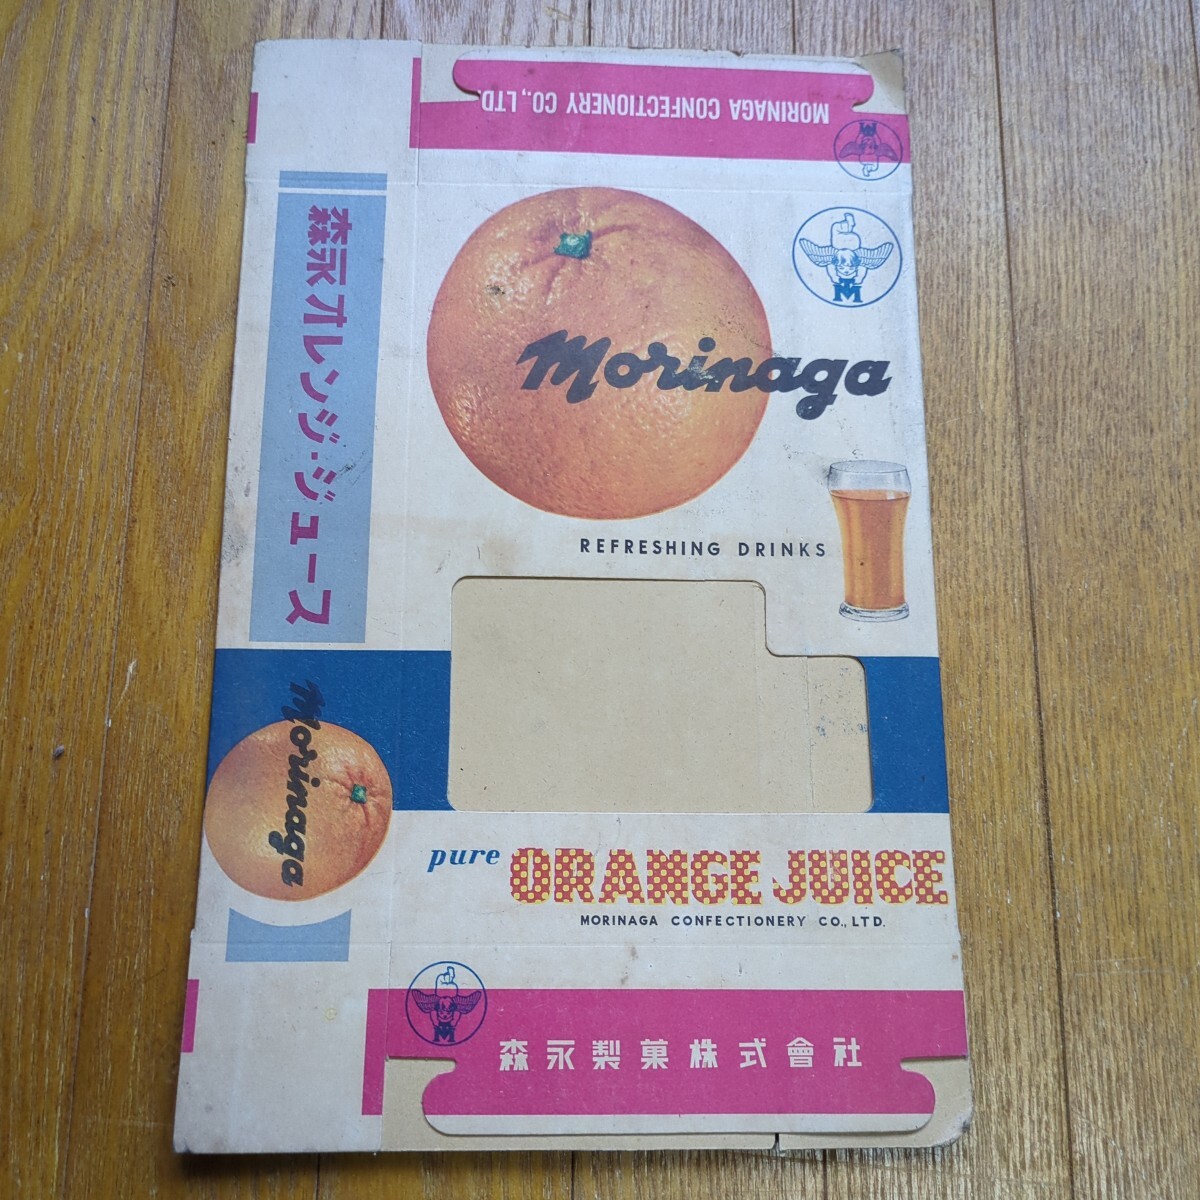 MORINAGA CONFECTIONERY CO., LTD.
M
M
森永オレンジ・ジュース
Morinaga
REFRESHING DRINKS
Morinaga
pure ORANGE JUICE
MORINAGA CONFECTIONERY CO., LTD.
M
森永製菓株式會社